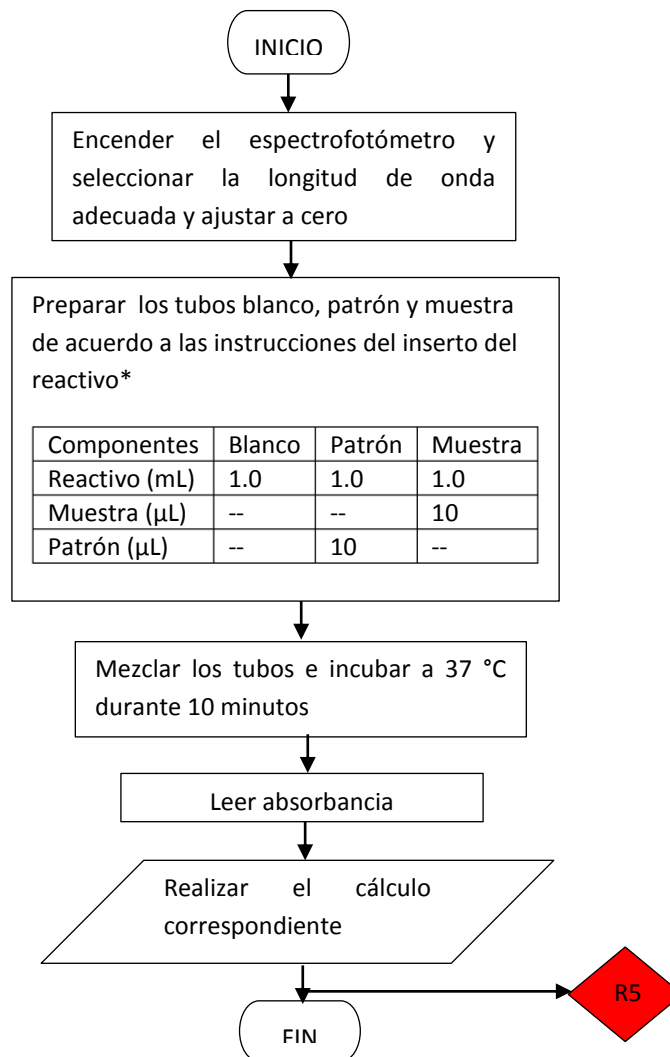 INICIO
Encender el espectrofotómetro y
seleccionar la longitud de onda
adecuada y ajustar a cero
Preparar los tubos blanco, patrón y muestra
de acuerdo a las instrucciones del inserto del
reactivo*
Componentes Blanco Patrón Muestra
Reactivo (mL) 1.0 1.0 1.0
Muestra (µL) -- -- 10
Patrón (µL) -- 10 --
Mezclar los tubos e incubar a 37 °C
durante 10 minutos
Leer absorbancia
Realizar el cálculo
correspondiente
R5
FIN